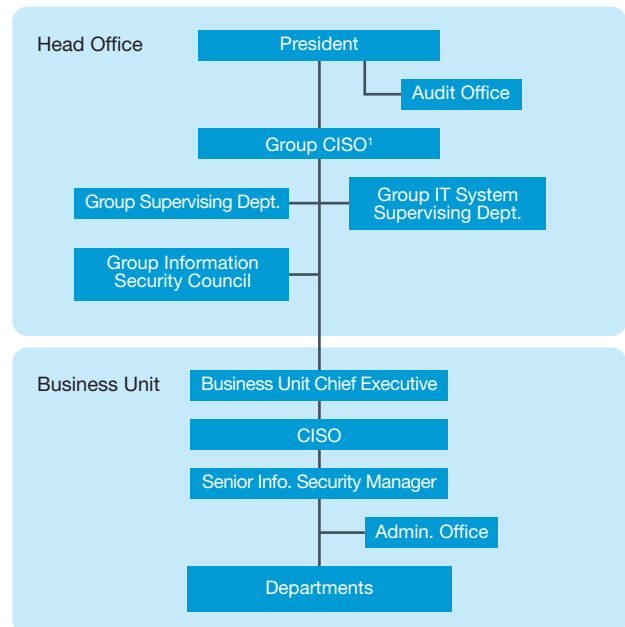 Head Office
President
Audit Office
Group CISO¹
Group Supervising Dept.
Group IT System
Supervising Dept.
Group Information
Security Council
Business Unit
Business Unit Chief Executive
CISO
Senior Info. Security Manager
Admin. Office
Departments